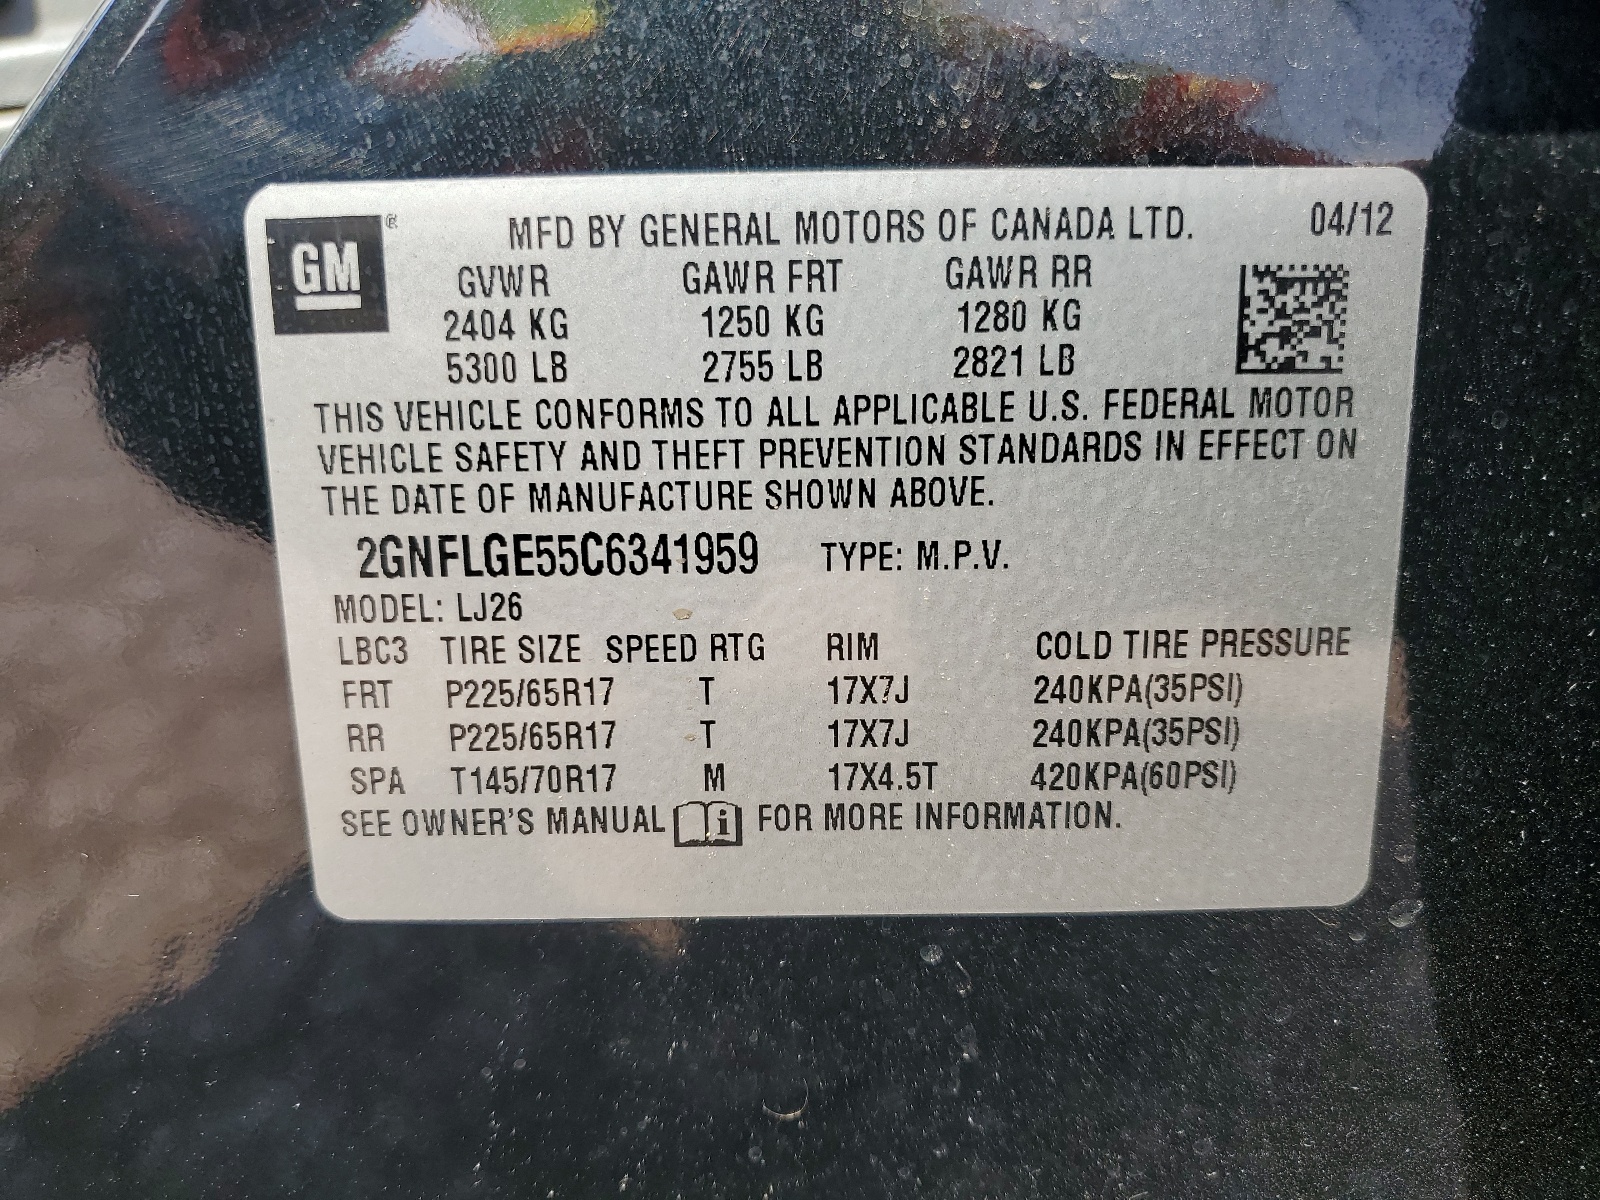 GM ® MFD BY GENERAL MOTORS OF CANADA LTD. 04/12
GVWR GAWR FRT GAWR RR
2404 KG 1250 KG 1280 KG
5300 LB 2755 LB 2821 LB
THIS VEHICLE CONFORMS TO ALL APPLICABLE U.S. FEDERAL MOTOR
VEHICLE SAFETY AND THEFT PREVENTION STANDARDS IN EFFECT ON
THE DATE OF MANUFACTURE SHOWN ABOVE.
2GNFLGE55C6341959 TYPE: M.P.V.
MODEL: LJ26
LBC3 TIRE SIZE SPEED RTG RIM COLD TIRE PRESSURE
FRT P225/65R17 T 17X7J 240KPA(35PSI)
RR P225/65R17 T 17X7J 240KPA(35PSI)
SPA T145/70R17 M 17X4.5T 420KPA(60PSI)
SEE OWNER'S MANUAL i FOR MORE INFORMATION.